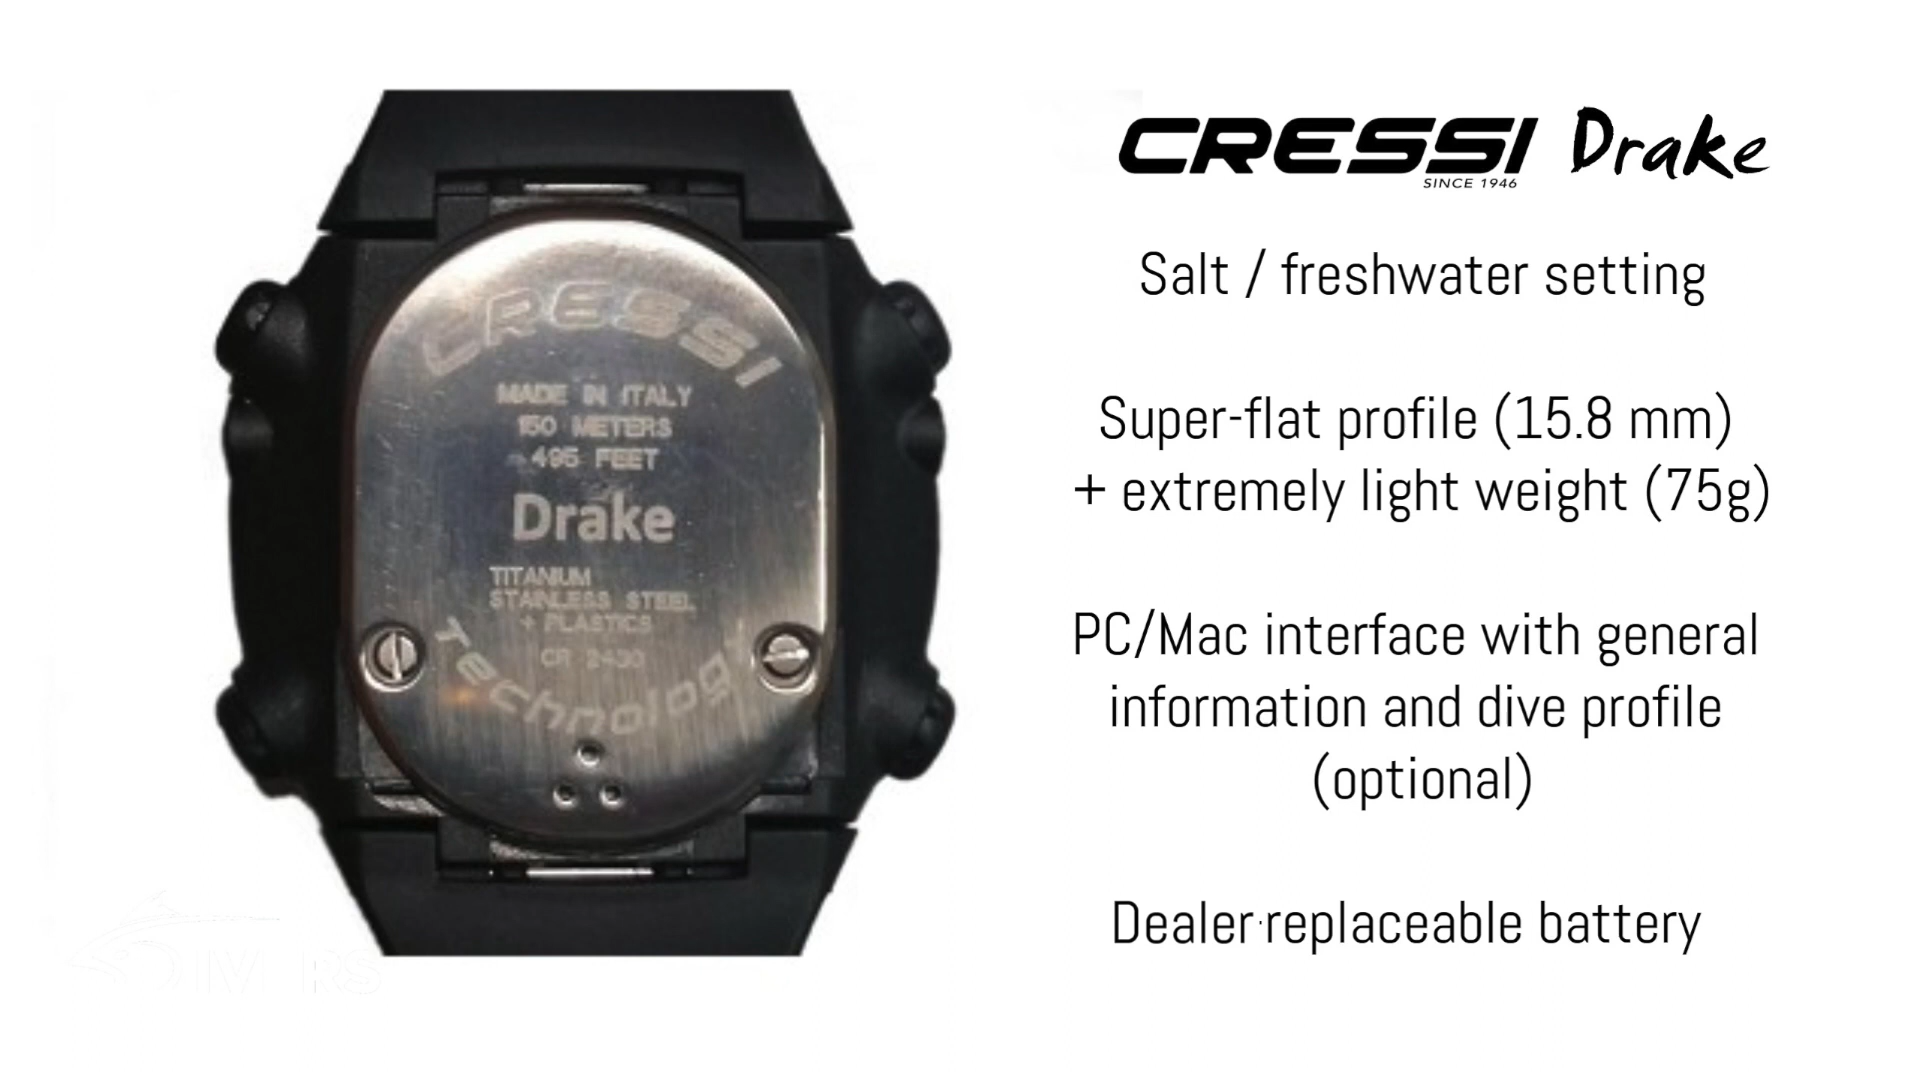 CRESSI
MADE IN ITALY
150 METERS
495 FEET
Drake
TITANIUM
STAINLESS STEEL
+ PLASTICS
CR 2430
Technology
CRESSI Drake
SINCE 1946
Salt / freshwater setting
Super-flat profile (15.8 mm)
+ extremely light weight (75g)
PC/Mac interface with general
information and dive profile
(optional)
Dealer replaceable battery